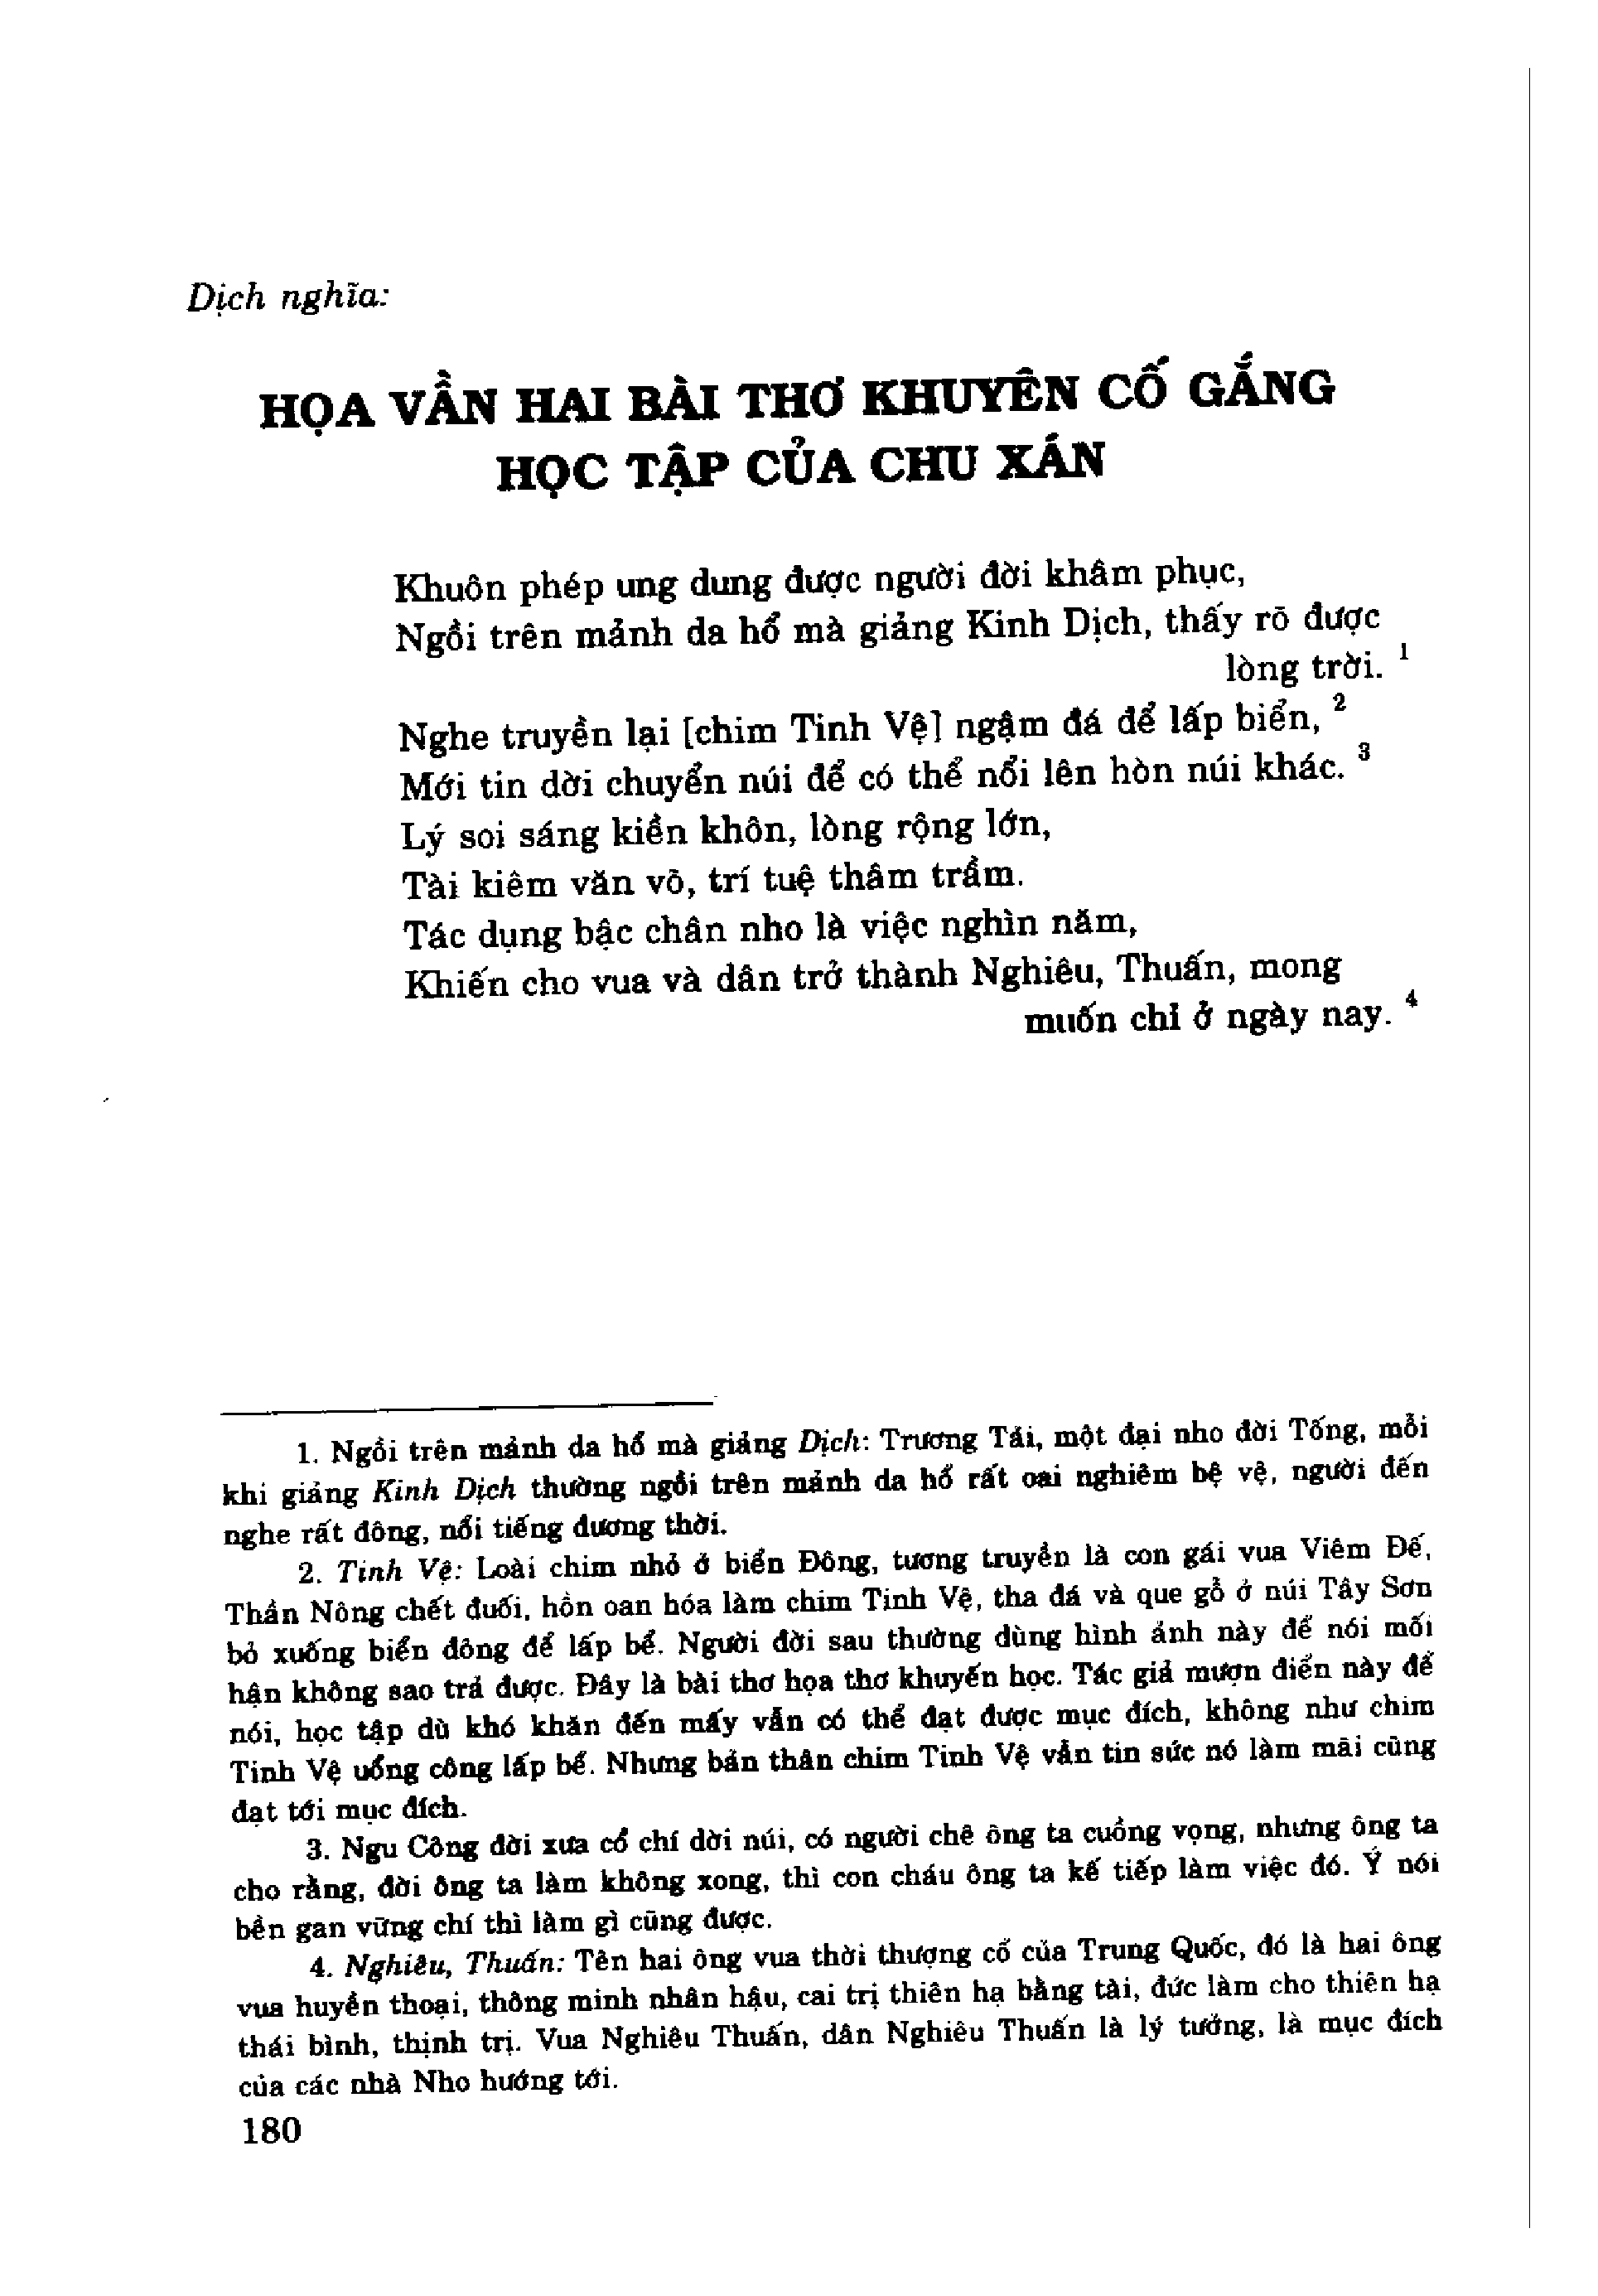 Dịch nghĩa:
HỌA VẦN HAI BÀI THƠ KHUYÊN CỐ GẮNG
HỌC TẬP CỦA CHU XÁN
Khuôn phép ung dung được người đời khâm phục,
Ngồi trên mảnh da hổ mà giảng Kinh Dịch, thấy rõ được
lòng trời. 1
Nghe truyền lại [chim Tinh Vệ] ngậm đá để lấp biển, 2
Mới tin dời chuyển núi để có thể nổi lên hòn núi khác. 3
Lý soi sáng kiền khôn, lòng rộng lớn,
Tài kiêm văn võ, trí tuệ thâm trầm.
Tác dụng bậc chân nho là việc nghìn năm,
Khiến cho vua và dân trở thành Nghiêu, Thuấn, mong
muốn chỉ ở ngày nay. 4
1. Ngồi trên mảnh da hổ mà giảng Dịch: Trương Tải, một đại nho đời Tống, mỗi
khi giảng Kinh Dịch thường ngồi trên mảnh da hổ rất oai nghiêm bệ vệ, người đến
nghe rất đông, nổi tiếng đương thời.
2. Tinh Vệ: Loài chim nhỏ ở biển Đông, tương truyền là con gái vua Viêm Đế,
Thần Nông chết đuối, hồn oan hóa làm chim Tinh Vệ, tha đá và que gỗ ở núi Tây Sơn
bỏ xuống biển đông để lấp bể. Người đời sau thường dùng hình ảnh này để nói mối
hận không sao trả được. Đây là bài thơ họa thơ khuyến học. Tác giả mượn điển này để
nói, học tập dù khó khăn đến mấy vẫn có thể đạt được mục đích, không như chim
Tinh Vệ uổng công lấp bể. Nhưng bản thân chim Tinh Vệ vẫn tin sức nó làm mãi cũng
đạt tới mục đích.
3. Ngu Công đời xưa cổ chí dời núi, có người chê ông ta cuồng vọng, nhưng ông ta
cho rằng, đời ông ta làm không xong, thì con cháu ông ta kế tiếp làm việc đó. Ý nói
bền gan vững chí thì làm gì cũng được.
4. Nghiêu, Thuấn: Tên hai ông vua thời thượng cổ của Trung Quốc, đó là hai ông
vua huyền thoại, thông minh nhân hậu, cai trị thiên hạ bằng tài, đức làm cho thiên hạ
thái bình, thịnh trị. Vua Nghiêu Thuấn, dân Nghiêu Thuấn là lý tưởng, là mục đích
của các nhà Nho hướng tới.
180